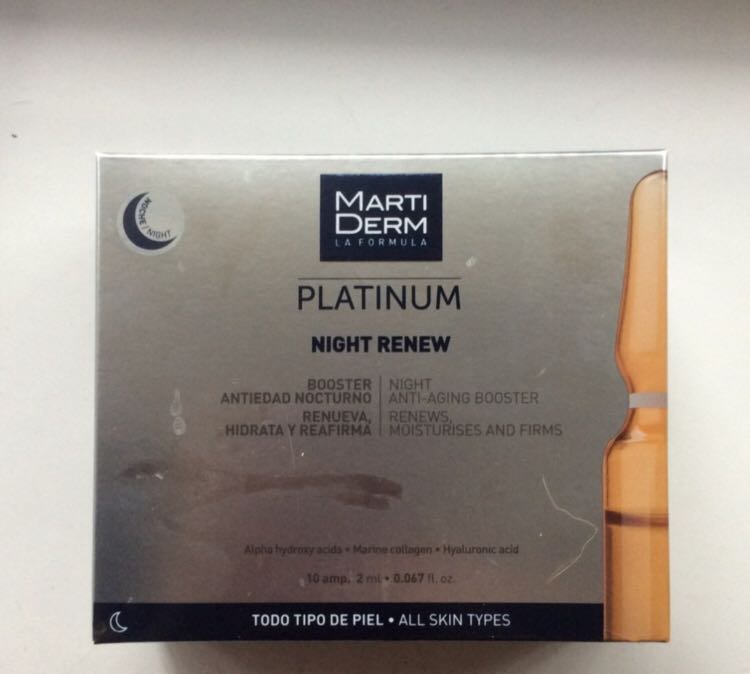 NOCHE / NIGHT
MARTI
DERM
LA FORMULA
PLATINUM
NIGHT RENEW
BOOSTER
ANTIEDAD NOCTURNO
RENUEVA,
HIDRATA Y REAFIRMA
NIGHT
ANTI-AGING BOOSTER
RENEWS,
MOISTURISES AND FIRMS
Alpha hydroxy acids • Marine collagen • Hyaluronic acid
10 amp. 2 ml • 0.067 fl. oz.
TODO TIPO DE PIEL • ALL SKIN TYPES